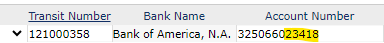 Transit Number Bank Name Account Number
121000358 Bank of America, N.A. 325066023418